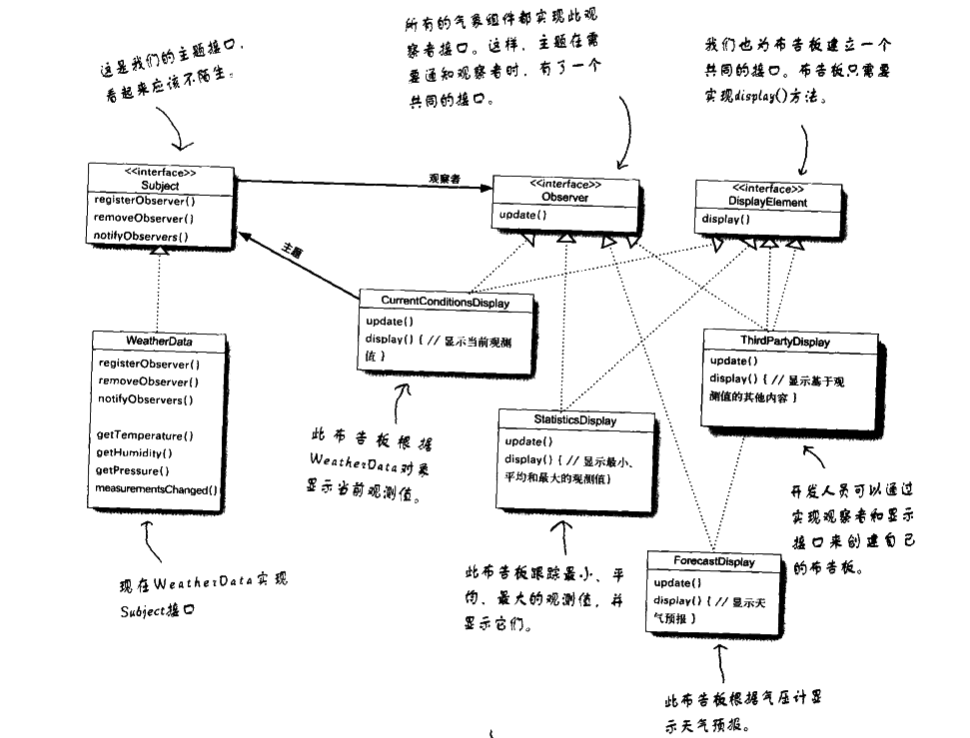 这是我们的主题接口，
看起来应该不陌生。
所有的气象组件都实现此观
察者接口。这样，主题在需
要通知观察者时，有了一个
共同的接口。
我们也为布告板建立一个
共同的接口。布告板只需要
实现display()方法。
<<interface>>
Subject
registerObserver()
removeObserver()
notifyObservers()
观察者
<<interface>>
Observer
update()
<<interface>>
DisplayElement
display()
主题
CurrentConditionsDisplay
update()
display() { // 显示当前观测
值 }
WeatherData
registerObserver()
removeObserver()
notifyObservers()
getTemperature()
getHumidity()
getPressure()
measurementsChanged()
ThirdPartyDisplay
update()
display() { // 显示基于观
测值的其他内容 }
StatisticsDisplay
update()
display() { // 显示最小、
平均和最大的观测值}
此布告板根据
WeatherData对象
显示当前观测值。
开发人员可以通过
实现观察者和显示
接口来创建自己
的布告板。
现在WeatherData实现
Subject接口
此布告板跟踪最小、平
均、最大的观测值，并
显示它们。
ForecastDisplay
update()
display() { // 显示天
气预报 }
此布告板根据气压计显
示天气预报。